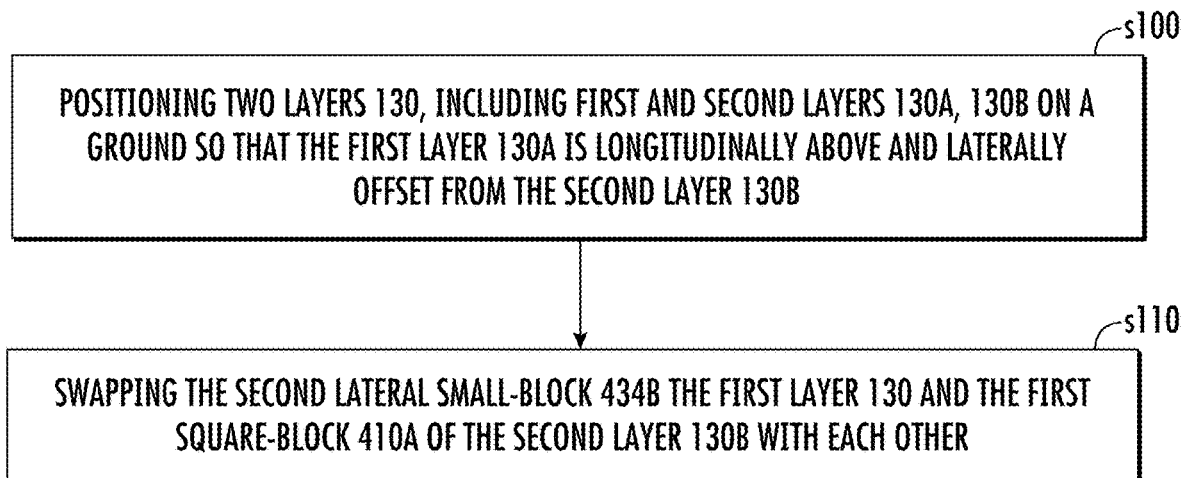 s100
POSITIONING TWO LAYERS 130, INCLUDING FIRST AND SECOND LAYERS 130A, 130B ON A
GROUND SO THAT THE FIRST LAYER 130A IS LONGITUDINALLY ABOVE AND LATERALLY
OFFSET FROM THE SECOND LAYER 130B
s110
SWAPPING THE SECOND LATERAL SMALL-BLOCK 434B THE FIRST LAYER 130 AND THE FIRST
SQUARE-BLOCK 410A OF THE SECOND LAYER 130B WITH EACH OTHER